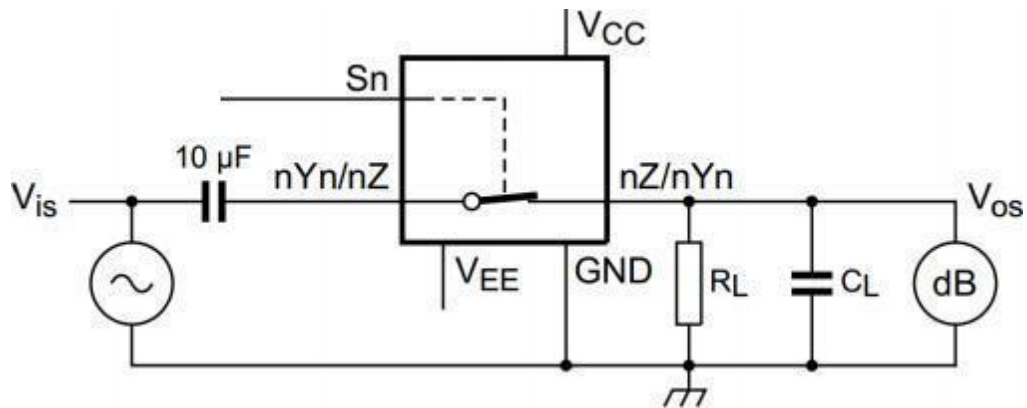 VCC
Sn
10 µF
nYn/nZ
nZ/nYn
Vis
Vos
VEE
GND
RL
CL
dB